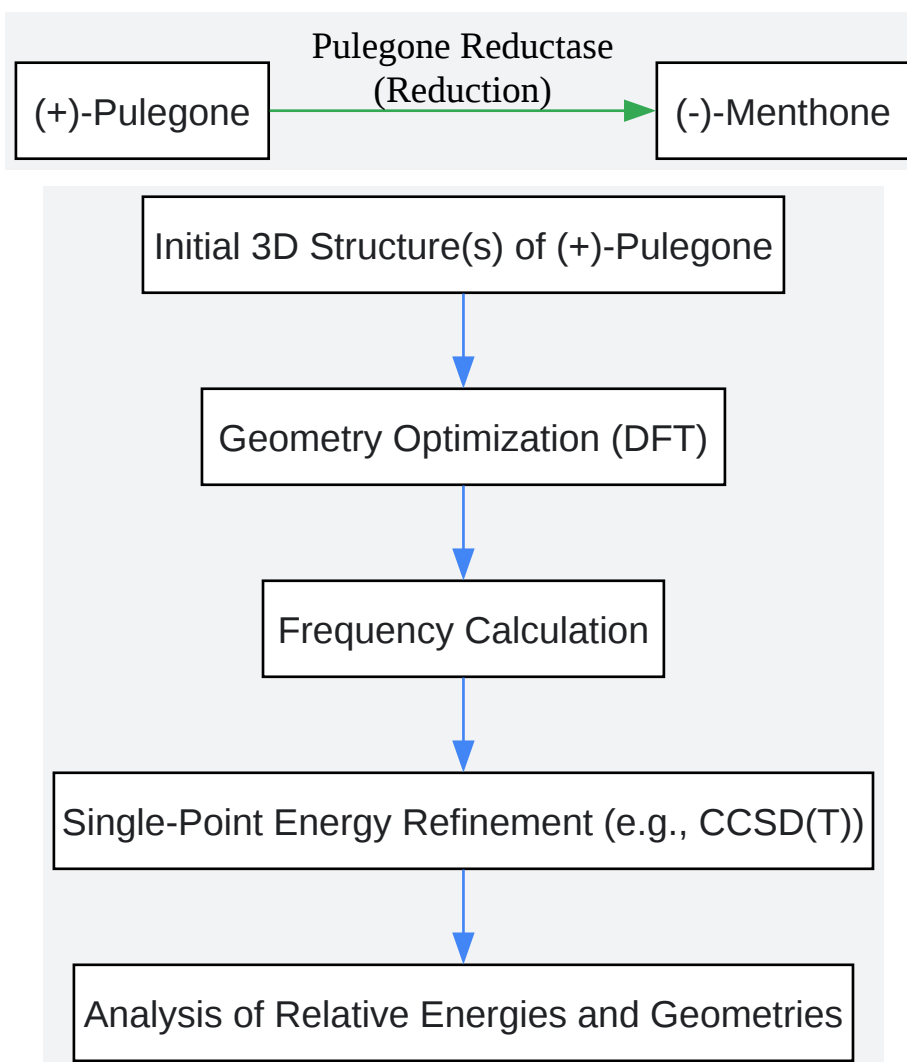 Pulegone Reductase
(Reduction)
(+)-Pulegone
(-)-Menthone
Initial 3D Structure(s) of (+)-Pulegone
Geometry Optimization (DFT)
Frequency Calculation
Single-Point Energy Refinement (e.g., CCSD(T))
Analysis of Relative Energies and Geometries